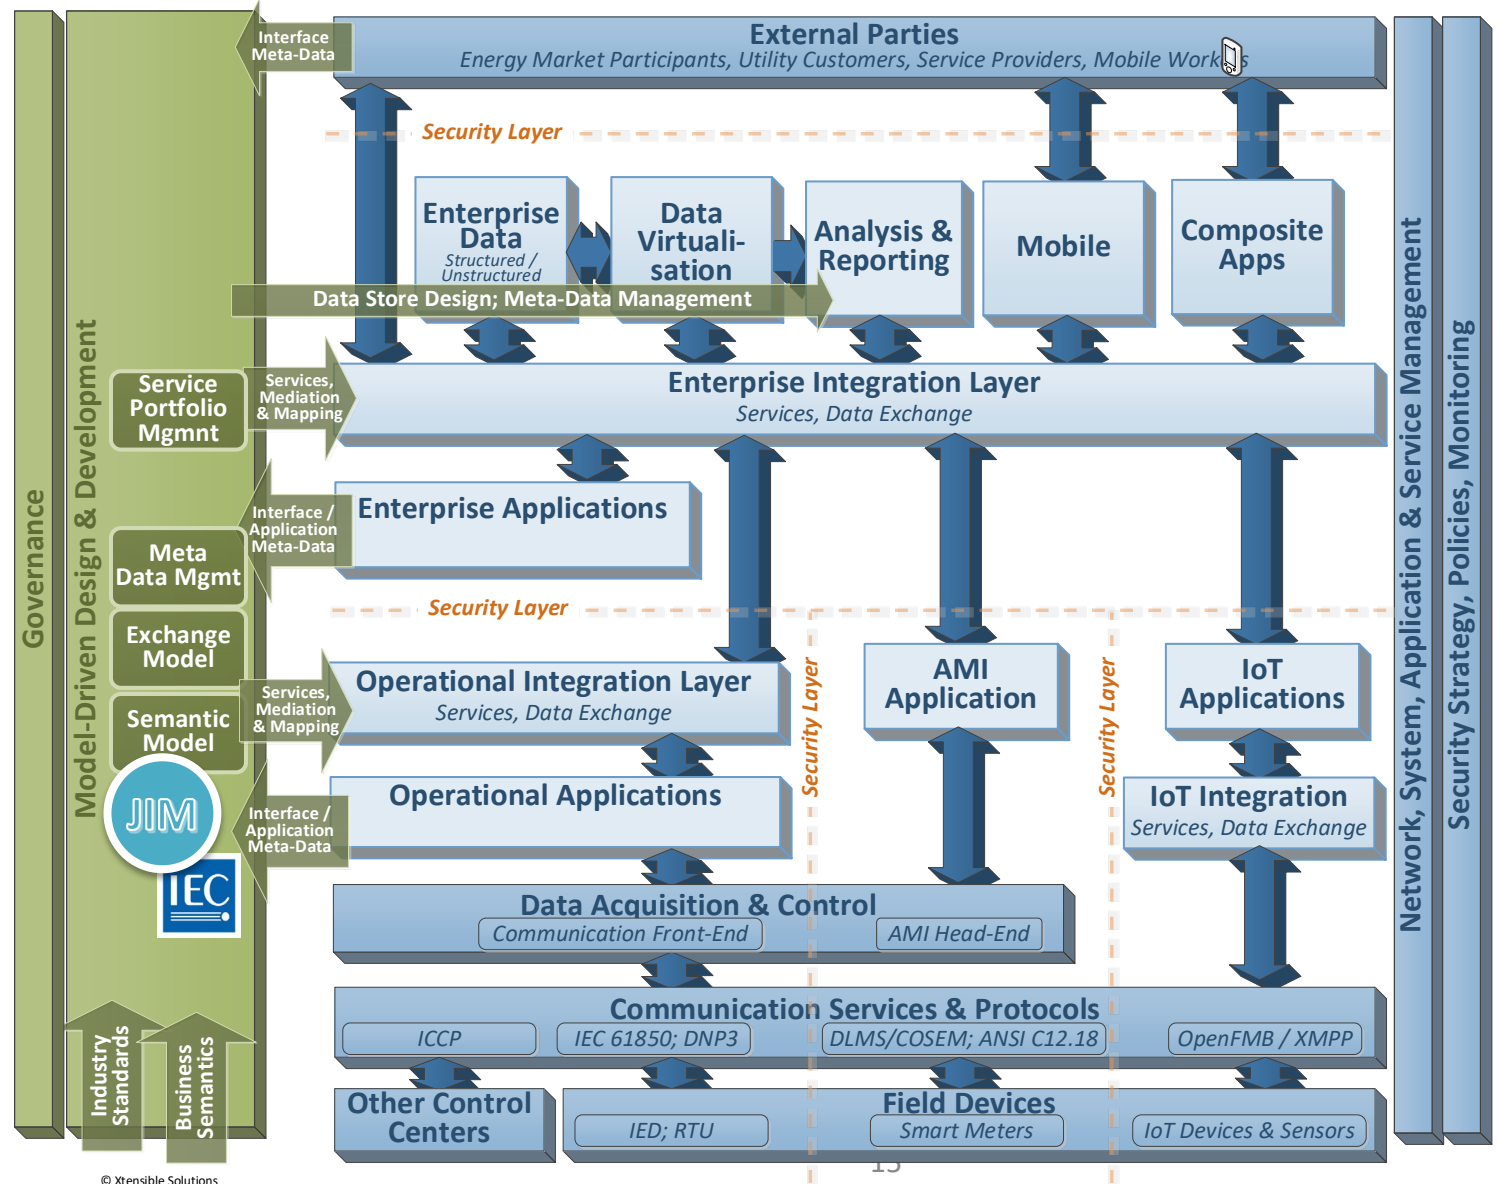 Interface
Meta-Data
External Parties
Energy Market Participants, Utility Customers, Service Providers, Mobile
Security Layer
Enterprise
Data
Structured /
Unstructured
Data
Virtuali-
sation
Analysis &
Reporting
Mobile
Composite
Apps
Data Store Design; Meta-Data Management
Service
Portfolio
Mgmnt
Services,
Mediation
& Mapping
Enterprise Integration Layer
Services, Data Exchange
Interface /
Application
Meta-Data
Enterprise Applications
Meta
Data Mgmt
Exchange
Model
Semantic
Model
Security Layer
Services,
Mediation
& Mapping
Operational Integration Layer
Services, Data Exchange
Security Layer
AMI
Application
Security Layer
IoT
Applications
JIM
IEC
Interface /
Application
Meta-Data
Operational Applications
IoT Integration
Services, Data Exchange
Data Acquisition & Control
Communication Front-End
AMI Head-End
Communication Services & Protocols
ICCP
IEC 61850; DNP3
DLMS/COSEM; ANSI C12.18
OpenFMB / XMPP
Other Control
Centers
Field Devices
IED; RTU
Smart Meters
IoT Devices & Sensors
Governance
Model-Driven Design & Development
Industry
Standards
Business
Semantics
Network, System, Application & Service Management
Security Strategy, Policies, Monitoring
© Xtensible Solutions